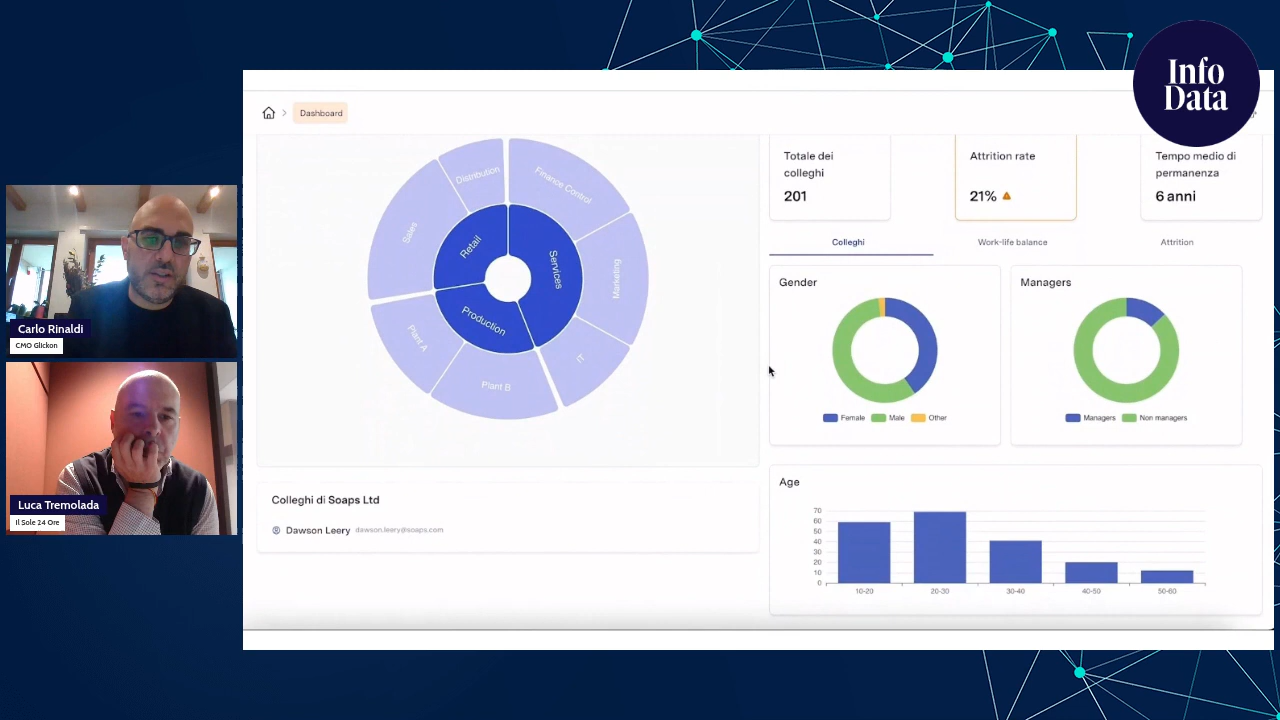 Info
Data
Dashboard
Distribution
Finance Control
Sales
Retail
Services
Marketing
Production
Plant A
Plant B
IT
Totale dei
colleghi
201
Attrition rate
21%
Tempo medio di
permanenza
6 anni
Colleghi
Work-life balance
Attrition
Gender
Female
Male
Other
Managers
Managers
Non managers
Colleghi di Soaps Ltd
Dawson Leery dawson.leery@soaps.com
Age
70
60
50
40
30
20
10
0
10-20
20-30
30-40
40-50
50-60
Carlo Rinaldi
CMO Glickon
Luca Tremolada
Il Sole 24 Ore